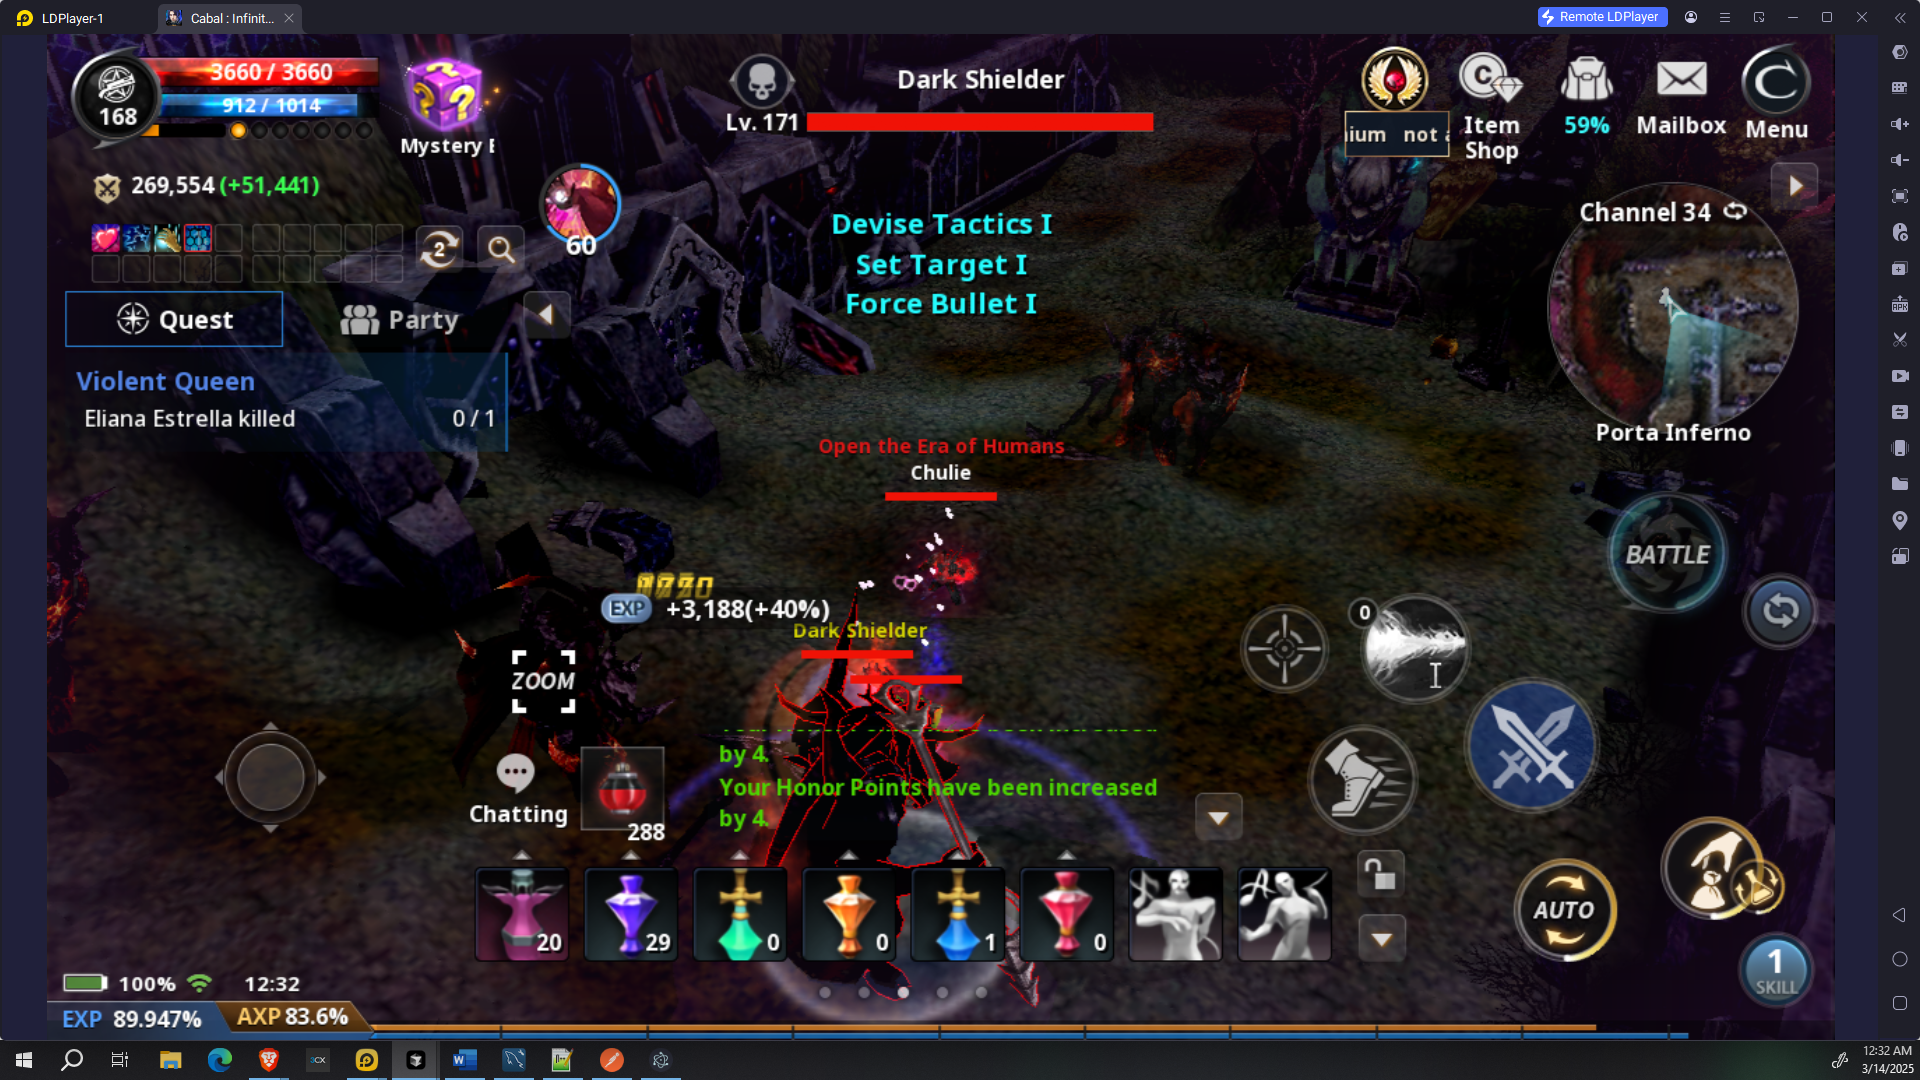 LDPlayer-1
Cabal : Infinit...
Remote LDPlayer
168
3660 / 3660
912 / 1014
Mystery
Lv. 171
Dark Shielder
ium not a
Item
Shop
59%
Mailbox
Menu
269,554 (+51,441)
2
60
Devise Tactics I
Set Target I
Force Bullet I
Channel 34
Porta Inferno
Quest
Party
Violent Queen
Eliana Estrella killed 0 / 1
Open the Era of Humans
Chulie
EXP +3,188(+40%)
Dark Shielder
ZOOM
BATTLE
0
by 4.
Your Honor Points have been increased
by 4.
Chatting
288
20
29
0
0
1
0
AUTO
1
SKILL
100%
12:32
EXP 89.947%
AXP 83.6%
3CX
12:32 AM
3/14/2025